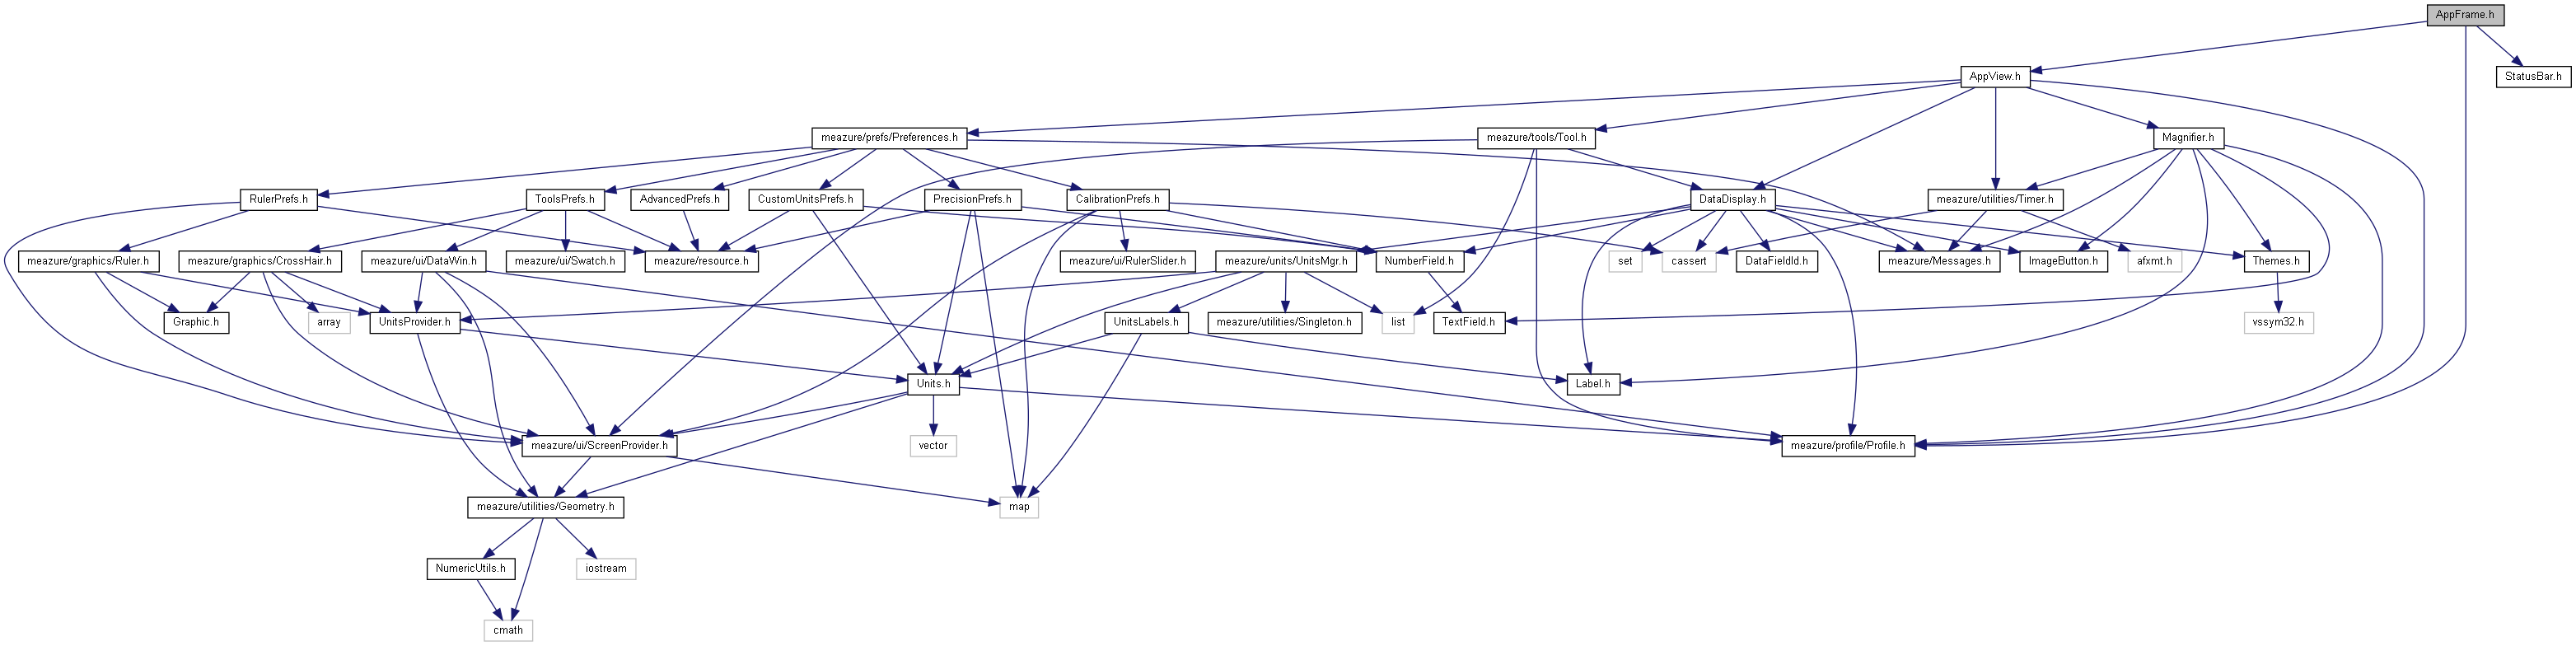 AppFrame.h
AppView.h
StatusBar.h
meazure/prefs/Preferences.h
meazure/tools/Tool.h
Magnifier.h
RulerPrefs.h
ToolsPrefs.h
AdvancedPrefs.h
CustomUnitsPrefs.h
PrecisionPrefs.h
CalibrationPrefs.h
DataDisplay.h
meazure/utilities/Timer.h
meazure/graphics/Ruler.h
meazure/graphics/CrossHair.h
meazure/ui/DataWin.h
meazure/ui/Swatch.h
meazure/resource.h
meazure/ui/RulerSlider.h
meazure/units/UnitsMgr.h
NumberField.h
set
cassert
DataFieldId.h
meazure/Messages.h
ImageButton.h
afxmt.h
Themes.h
Graphic.h
array
UnitsProvider.h
UnitsLabels.h
meazure/utilities/Singleton.h
list
TextField.h
vssym32.h
Units.h
Label.h
meazure/ui/ScreenProvider.h
vector
meazure/profile/Profile.h
meazure/utilities/Geometry.h
map
NumericUtils.h
iostream
cmath